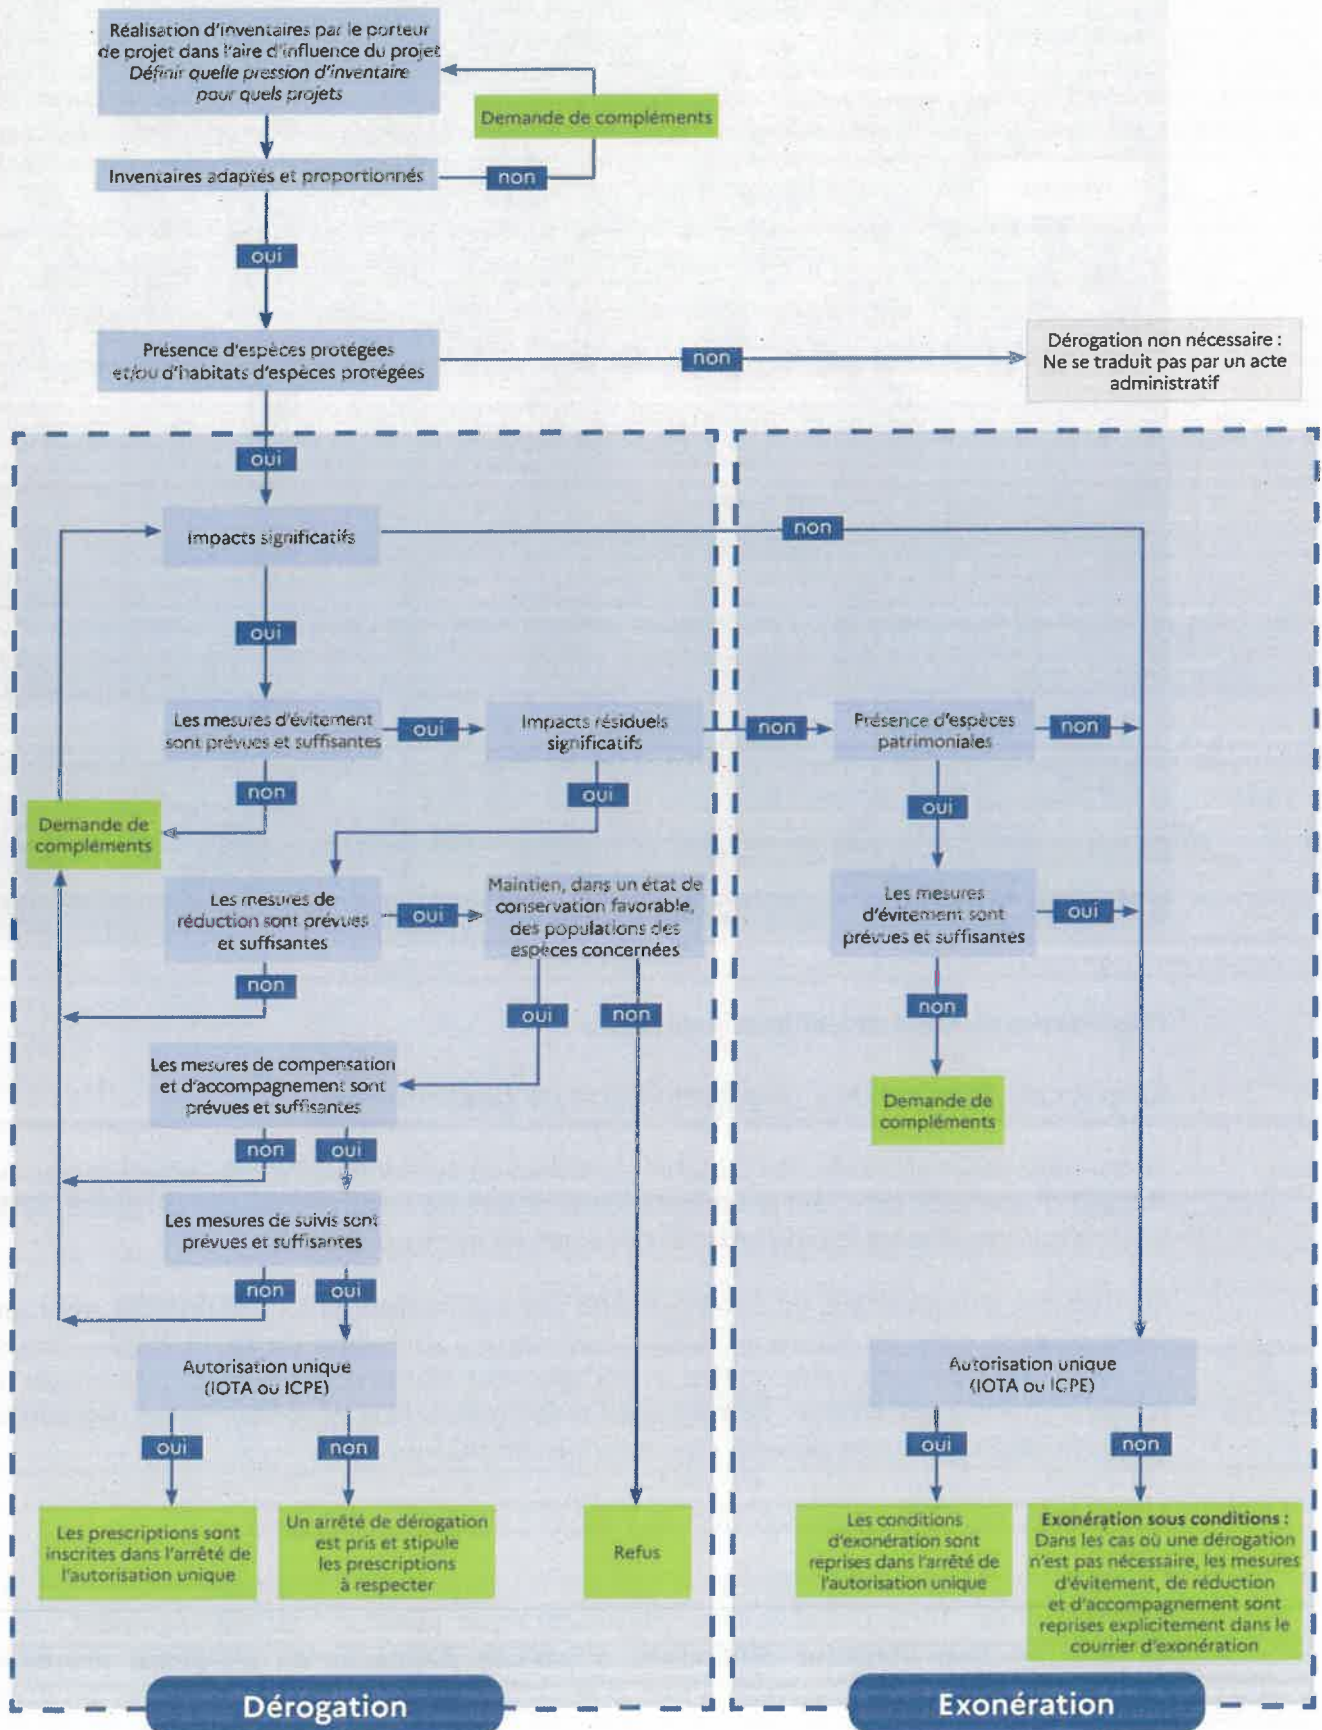 Réalisation d'inventaires par le porteur
de projet dans l'aire d'influence du projet
Définir quelle pression d'inventaire
pour quels projets
Demande de compléments
Inventaires adaptés et proportionnés
non
oui
Présence d'espèces protégées
et/ou d'habitats d'espèces protégées
non
Dérogation non nécessaire :
Ne se traduit pas par un acte
administratif
oui
Impacts significatifs
non
oui
Les mesures d'évitement
sont prévues et suffisantes
oui
Impacts résiduels
significatifs
non
Présence d'espèces
patrimoniales
non
non
oui
oui
Demande de
compléments
Les mesures de
réduction sont prévues
et suffisantes
oui
Maintien, dans un état de
conservation favorable,
des populations des
espèces concernées
Les mesures
d'évitement sont
prévues et suffisantes
oui
non
oui
non
non
Les mesures de compensation
et d'accompagnement sont
prévues et suffisantes
Demande de
compléments
non
oui
Les mesures de suivis sont
prévues et suffisantes
non
oui
Autorisation unique
(IOTA ou ICPE)
Autorisation unique
(IOTA ou ICPE)
oui
non
oui
non
Les prescriptions sont
inscrites dans l'arrêté de
l'autorisation unique
Un arrêté de dérogation
est pris et stipule
les prescriptions
à respecter
Refus
Les conditions
d'exonération sont
reprises dans l'arrêté de
l'autorisation unique
Exonération sous conditions :
Dans les cas où une dérogation
n'est pas nécessaire, les mesures
d'évitement, de réduction
et d'accompagnement sont
reprises explicitement dans le
courrier d'exonération
Dérogation
Exonération